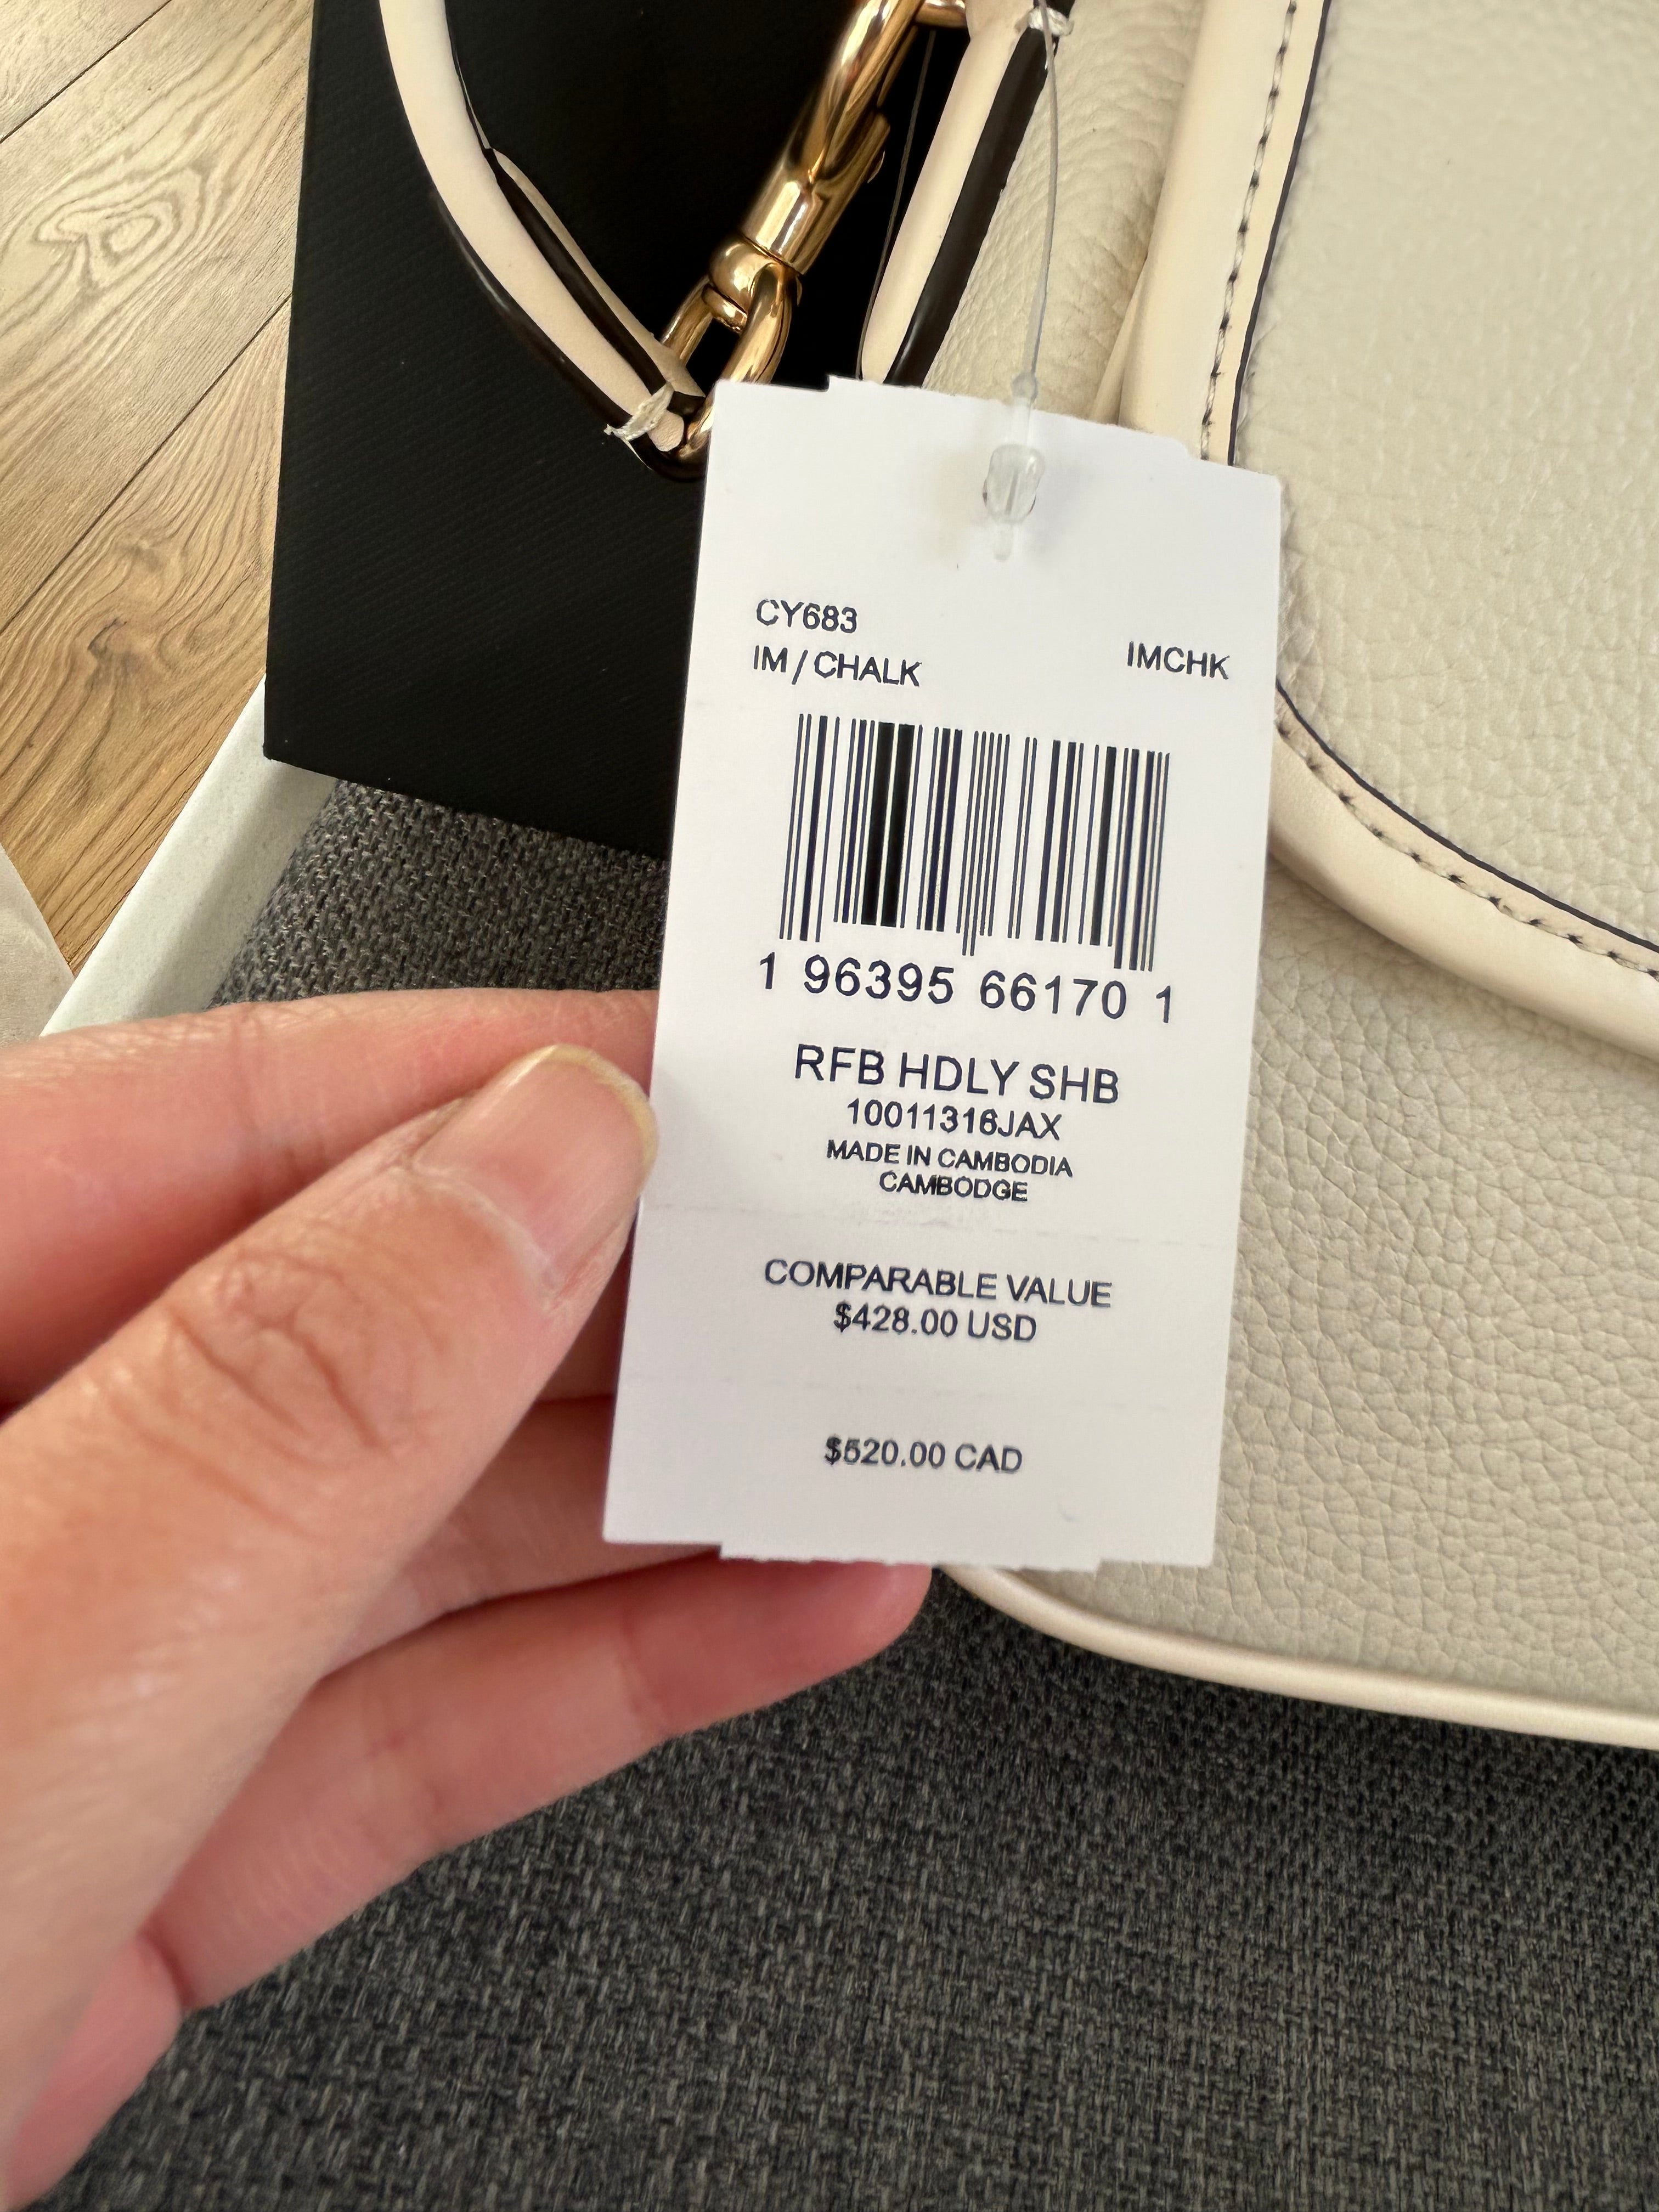 CY683
IM / CHALK IMCHK
1 96395 66170 1
RFB HDLY SHB
10011316JAX
MADE IN CAMBODIA
CAMBODGE
COMPARABLE VALUE
$428.00 USD
$520.00 CAD